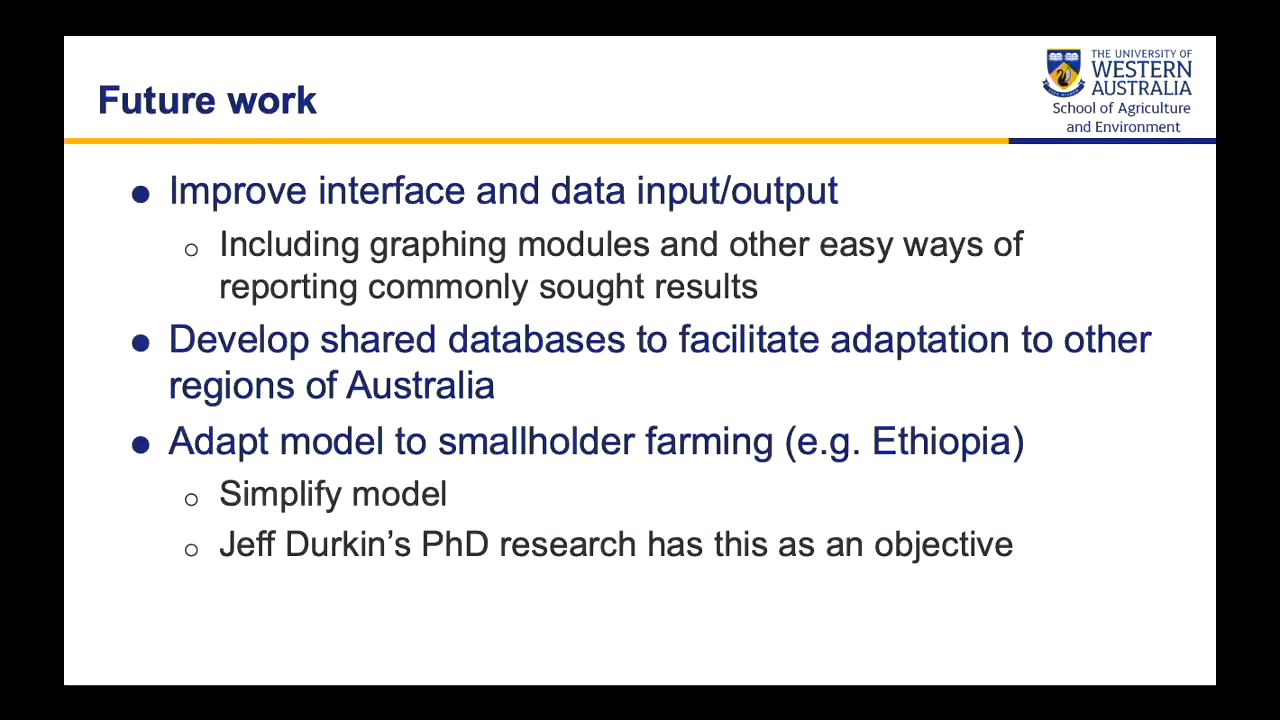 Future work
THE UNIVERSITY OF
WESTERN
AUSTRALIA
School of Agriculture
and Environment
● Improve interface and data input/output
○ Including graphing modules and other easy ways of
reporting commonly sought results
● Develop shared databases to facilitate adaptation to other
regions of Australia
● Adapt model to smallholder farming (e.g. Ethiopia)
○ Simplify model
○ Jeff Durkin’s PhD research has this as an objective